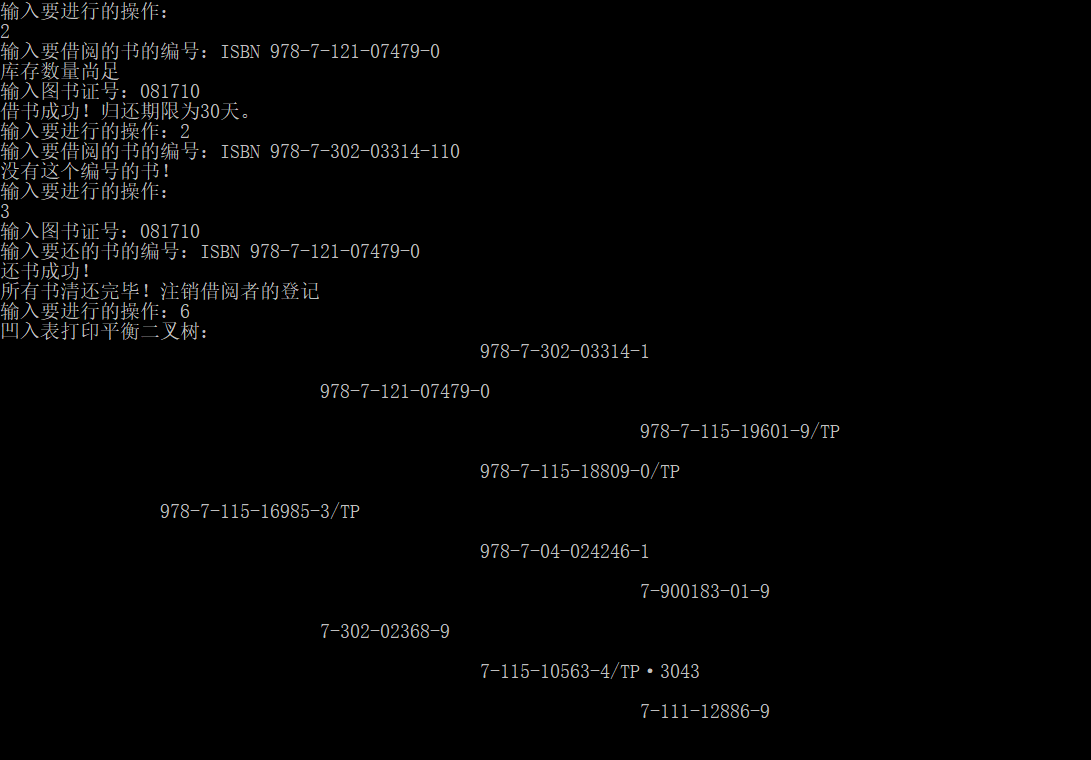 输入要进行的操作：
2
输入要借阅的书的编号：ISBN 978-7-121-07479-0
库存数量尚足
输入图书证号：081710
借书成功！归还期限为30天。
输入要进行的操作：2
输入要借阅的书的编号：ISBN 978-7-302-03314-110
没有这个编号的书！
输入要进行的操作：
3
输入图书证号：081710
输入要还的书的编号：ISBN 978-7-121-07479-0
还书成功！
所有书清还完毕！注销借阅者的登记
输入要进行的操作：6
凹入表打印平衡二叉树：
978-7-302-03314-1
978-7-121-07479-0
978-7-115-19601-9/TP
978-7-115-18809-0/TP
978-7-115-16985-3/TP
978-7-04-024246-1
7-900183-01-9
7-302-02368-9
7-115-10563-4/TP·3043
7-111-12886-9